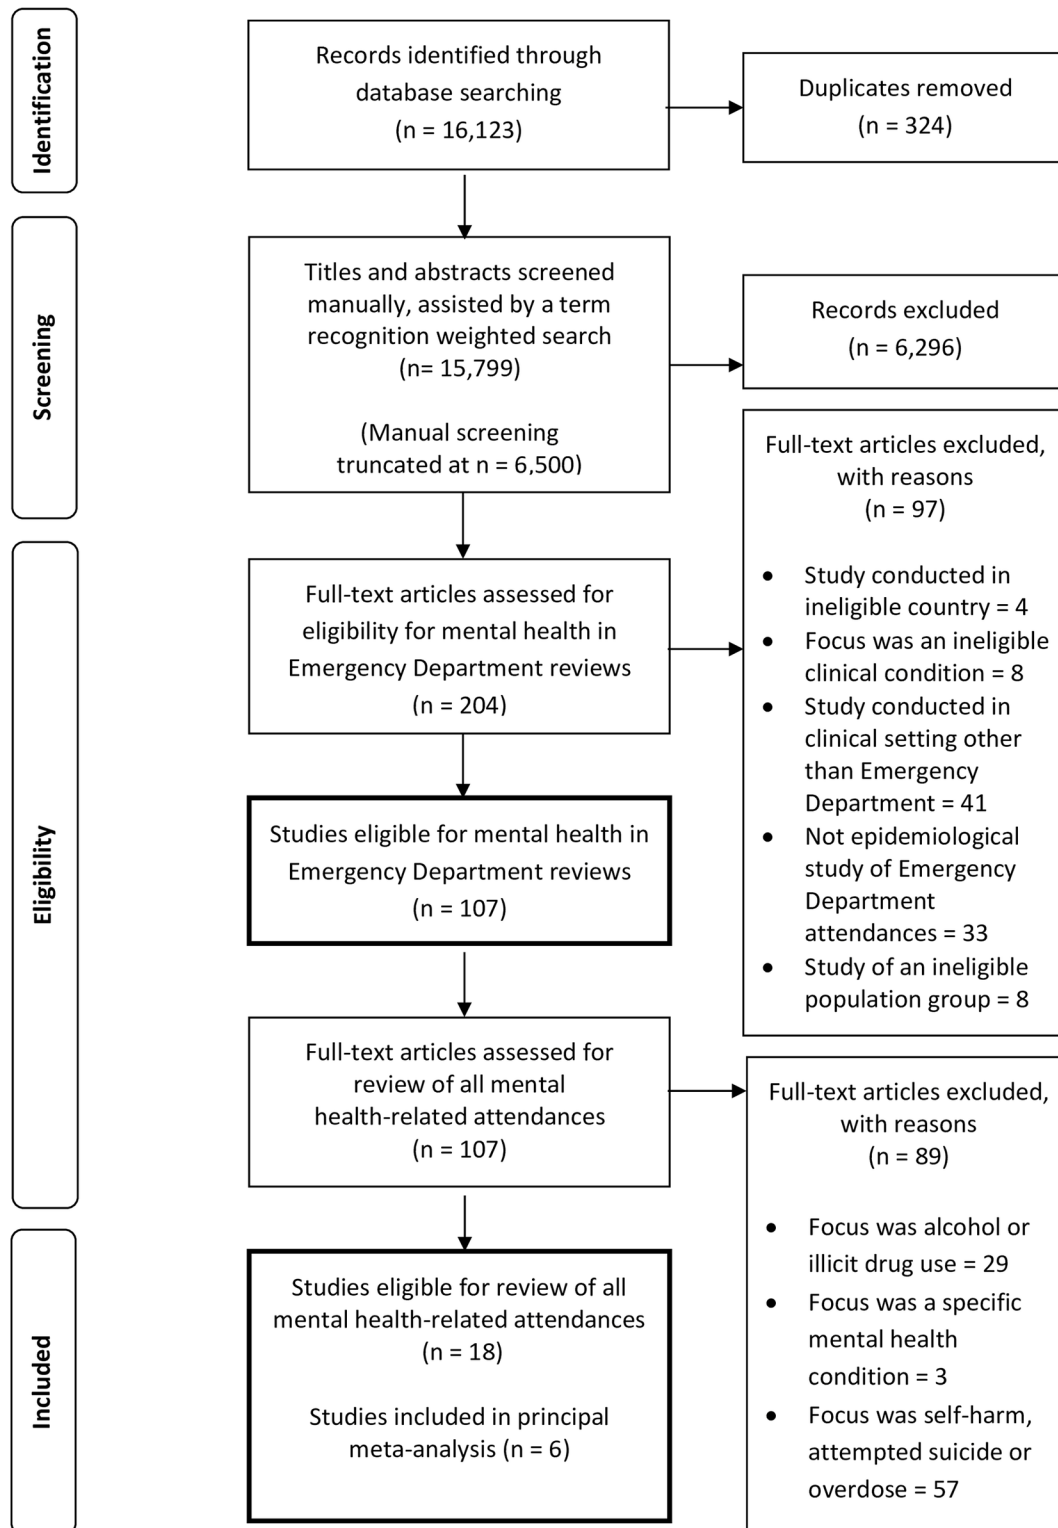 Identification
Records identified through
database searching
(n = 16,123)
Duplicates removed
(n = 324)
Screening
Titles and abstracts screened
manually, assisted by a term
recognition weighted search
(n= 15,799)
(Manual screening
truncated at n = 6,500)
Records excluded
(n = 6,296)
Eligibility
Full-text articles assessed for
eligibility for mental health in
Emergency Department reviews
(n = 204)
Full-text articles excluded,
with reasons
(n = 97)
• Study conducted in
ineligible country = 4
• Focus was an ineligible
clinical condition = 8
• Study conducted in
clinical setting other
than Emergency
Department = 41
• Not epidemiological
study of Emergency
Department
attendances = 33
• Study of an ineligible
population group = 8
Studies eligible for mental health in
Emergency Department reviews
(n = 107)
Full-text articles assessed for
review of all mental
health-related attendances
(n = 107)
Full-text articles excluded,
with reasons
(n = 89)
• Focus was alcohol or
illicit drug use = 29
• Focus was a specific
mental health
condition = 3
• Focus was self-harm,
attempted suicide or
overdose = 57
Included
Studies eligible for review of all
mental health-related attendances
(n = 18)
Studies included in principal
meta-analysis (n = 6)